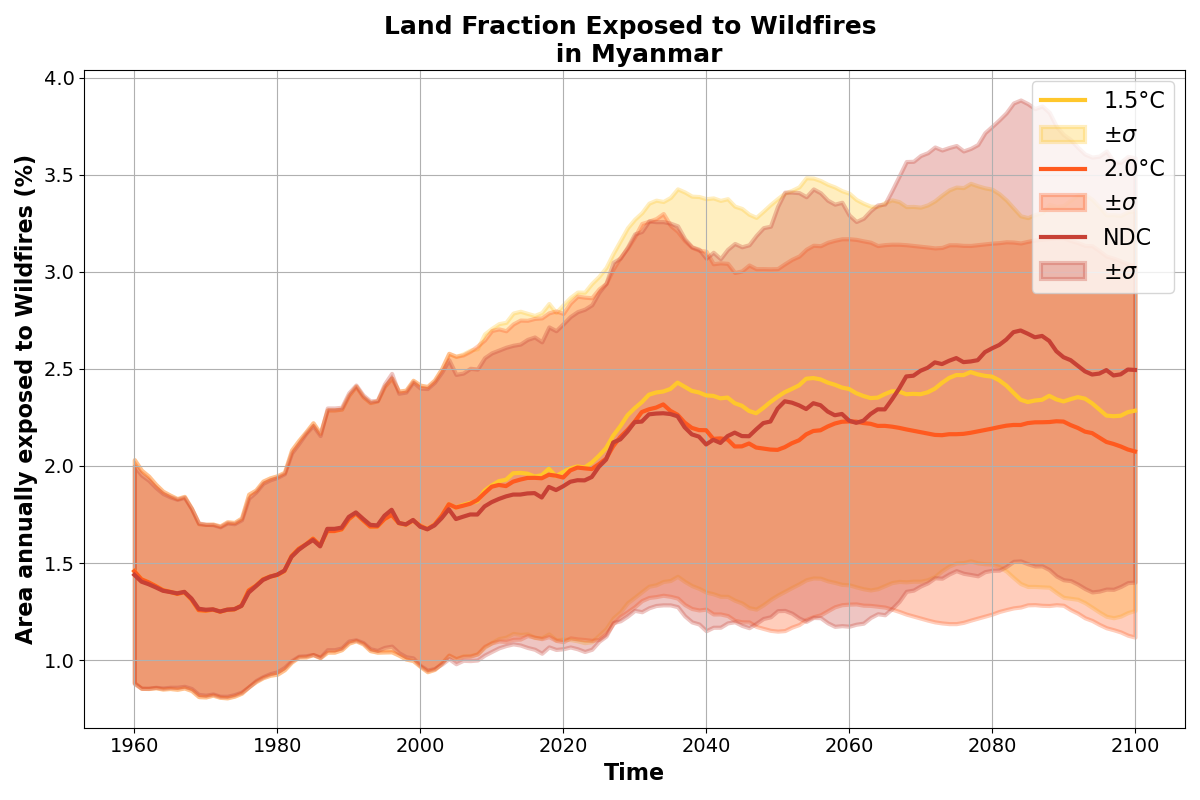 Land Fraction Exposed to Wildfires
in Myanmar
Area annually exposed to Wildfires (%)
4.0
3.5
3.0
2.5
2.0
1.5
1.0
1.5°C
±σ
2.0°C
±σ
NDC
±σ
1960 1980 2000 2020 2040 2060 2080 2100
Time